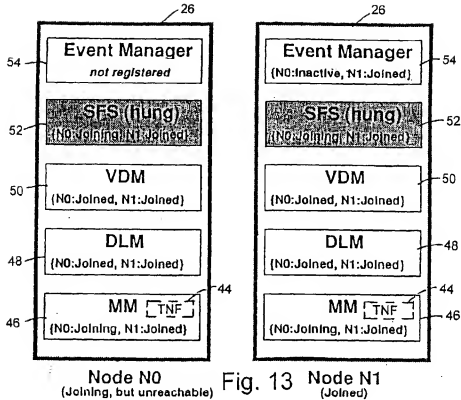 26
Event Manager
not registered
54
SFS (hung)
{N0:Joining, N1:Joined}
52
VDM
{N0:Joined, N1:Joined}
50
DLM
{N0:Joined, N1:Joined}
48
MM
TNF
44
{N0:Joining, N1:Joined}
46
Node N0
(Joining, but unreachable)
26
Event Manager
{N0:Inactive, N1:Joined}
54
SFS (hung)
{N0:Joining, N1:Joined}
52
VDM
{N0:Joined, N1:Joined}
50
DLM
{N0:Joined, N1:Joined}
48
MM
TNF
44
{N0:Joining, N1:Joined}
46
Node N1
(Joined)
Fig. 13